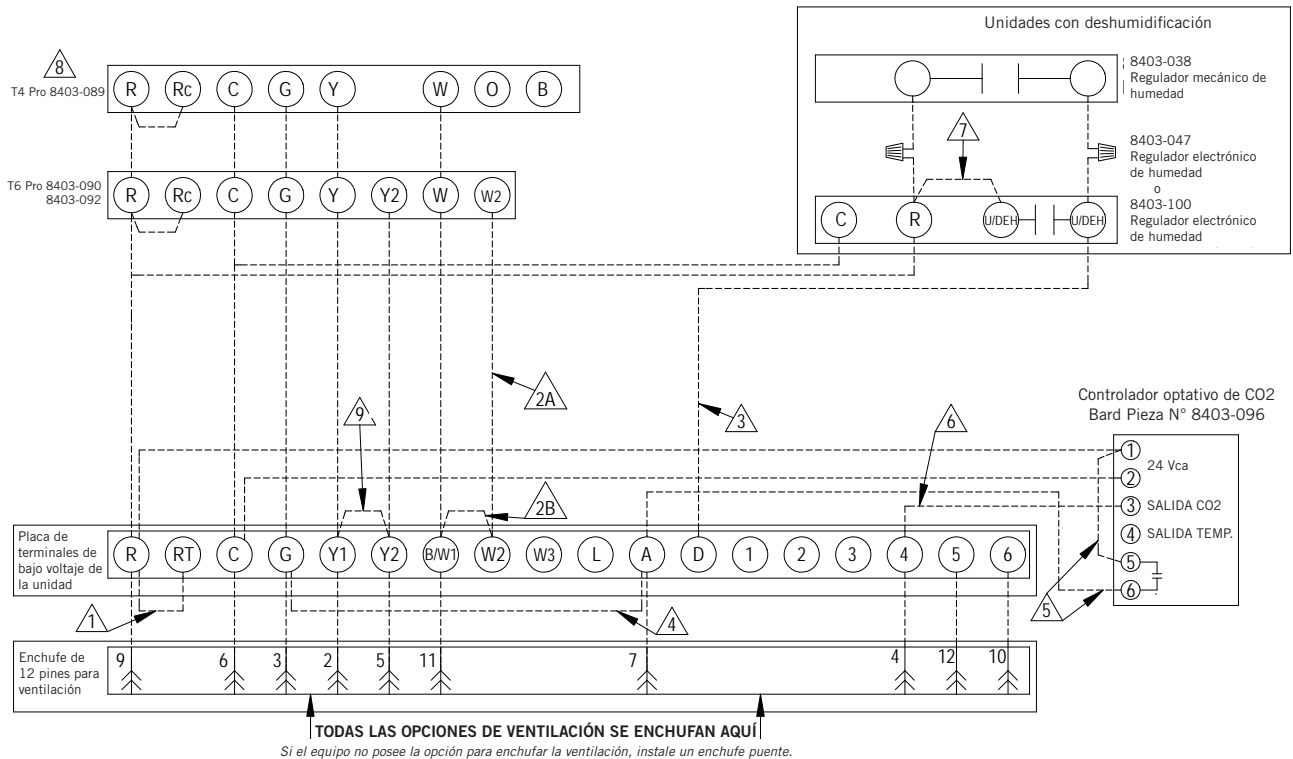 Unidades con deshumidificación
8403-038
Regulador mecánico de
humedad
8
T4 Pro 8403-089
R Rc C G Y W O B
7
8403-047
Regulador electrónico
de humedad
o
8403-100
Regulador electrónico
de humedad
T6 Pro 8403-090
8403-092
R Rc C G Y Y2 W W2
C R U/DEH U/DEH
2A
9
3
6
Controlador optativo de CO2
Bard Pieza N° 8403-096
1
24 Vca
2
3 SALIDA CO2
4 SALIDA TEMP.
5
6
2B
Placa de
terminales de
bajo voltaje de
la unidad
R RT C G Y1 Y2 B/W1 W2 W3 L A D 1 2 3 4 5 6
1
4
5
Enchufe de
12 pines para
ventilación
9 6 3 2 5 11 7 4 12 10
TODAS LAS OPCIONES DE VENTILACIÓN SE ENCHUFAN AQUÍ
Si el equipo no posee la opción para enchufar la ventilación, instale un enchufe puente.